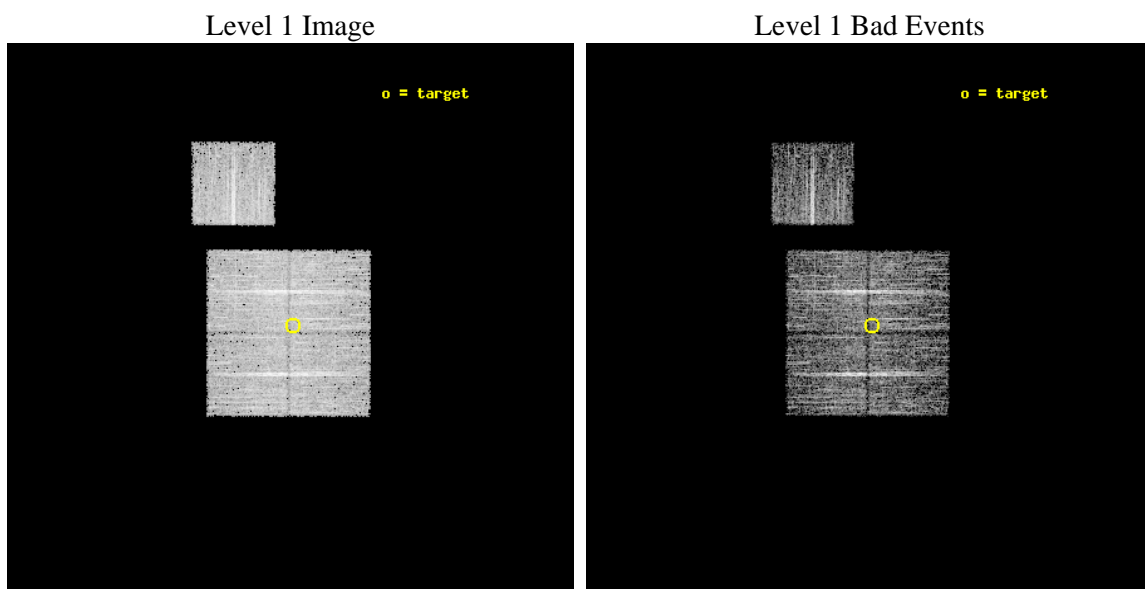 Level 1 Image
Level 1 Bad Events
o = target
o = target